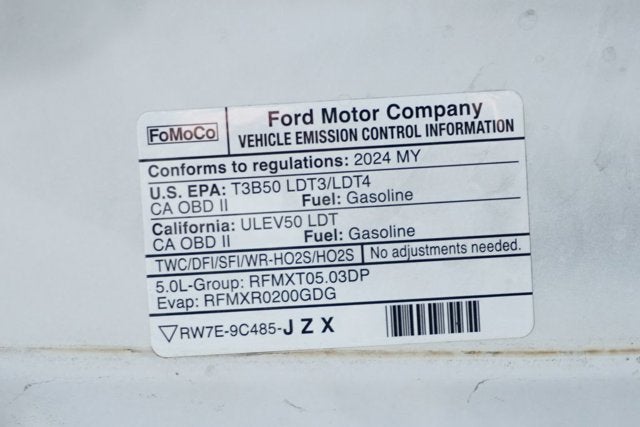 FoMoCo
Ford Motor Company
VEHICLE EMISSION CONTROL INFORMATION
Conforms to regulations: 2024 MY
U.S. EPA: T3B50 LDT3/LDT4
CA OBD II Fuel: Gasoline
California: ULEV50 LDT
CA OBD II Fuel: Gasoline
TWC/DFI/SFI/WR-HO2S/HO2S No adjustments needed.
5.0L-Group: RFMXT05.03DP
Evap: RFMXR0200GDG
▽RW7E-9C485-JZX